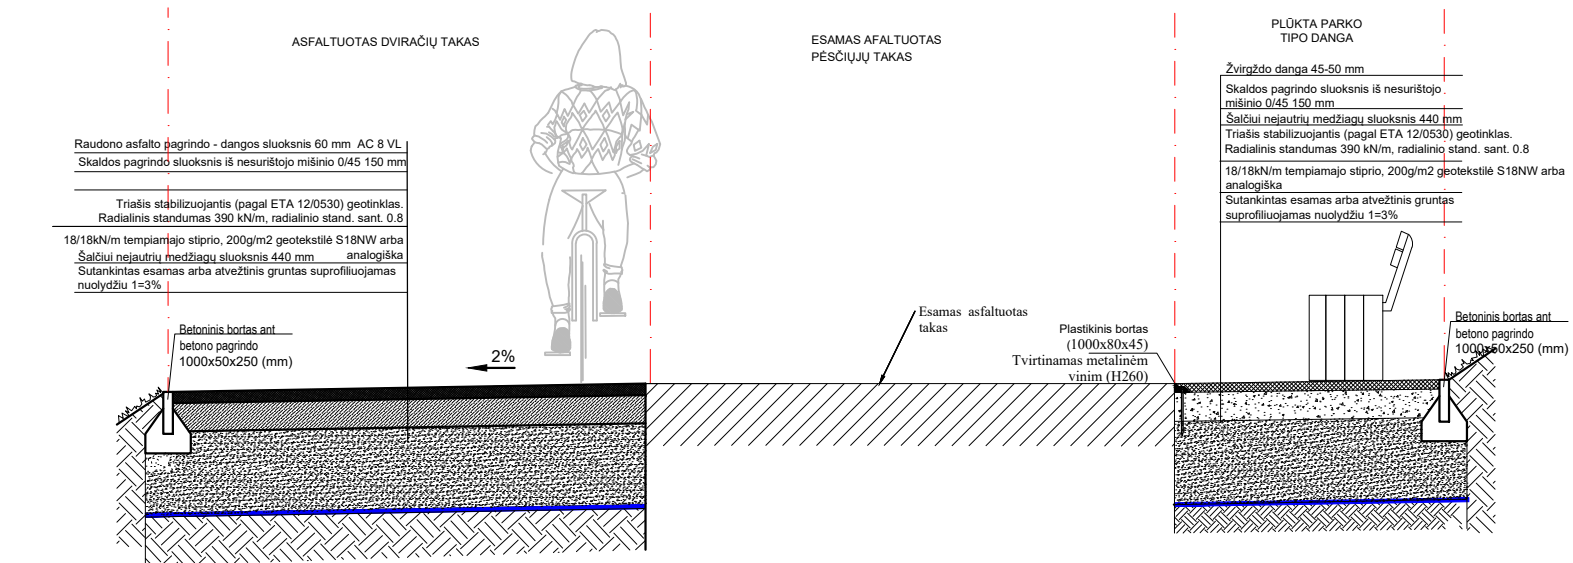 ASFALTUOTAS DVIRAČIŲ TAKAS
ESAMAS AFALTUOTAS
PĖSČIŲJŲ TAKAS
PLŪKTA PARKO
TIPO DANGA
Raudono asfalto pagrindo - dangos sluoksnis 60 mm AC 8 VL
Skaldos pagrindo sluoksnis iš nesurištojo mišinio 0/45 150 mm
Triašis stabilizuojantis (pagal ETA 12/0530) geotinklas.
Radialinis standumas 390 kN/m, radialinio stand. sant. 0.8
18/18kN/m tempiamajo stiprio, 200g/m2 geotekstilė S18NW arba
analogiška
Šalčiui nejautrių medžiagų sluoksnis 440 mm
Sutankintas esamas arba atvežtinis gruntas suprofiliuojamas
nuolydžiu 1=3%
Betoninis bortas ant
betono pagrindo
1000x50x250 (mm)
2%
Esamas asfaltuotas
takas
Plastikinis bortas
(1000x80x45)
Tvirtinamas metalinėm
vinim (H260)
Žvirgždo danga 45-50 mm
Skaldos pagrindo sluoksnis iš nesurištojo
mišinio 0/45 150 mm
Šalčiui nejautrių medžiagų sluoksnis 440 mm
Triašis stabilizuojantis (pagal ETA 12/0530) geotinklas.
Radialinis standumas 390 kN/m, radialinio stand. sant. 0.8
18/18kN/m tempiamajo stiprio, 200g/m2 geotekstilė S18NW arba
analogiška
Sutankintas esamas arba atvežtinis gruntas
suprofiliuojamas nuolydžiu 1=3%
Betoninis bortas ant
betono pagrindo
1000x50x250 (mm)